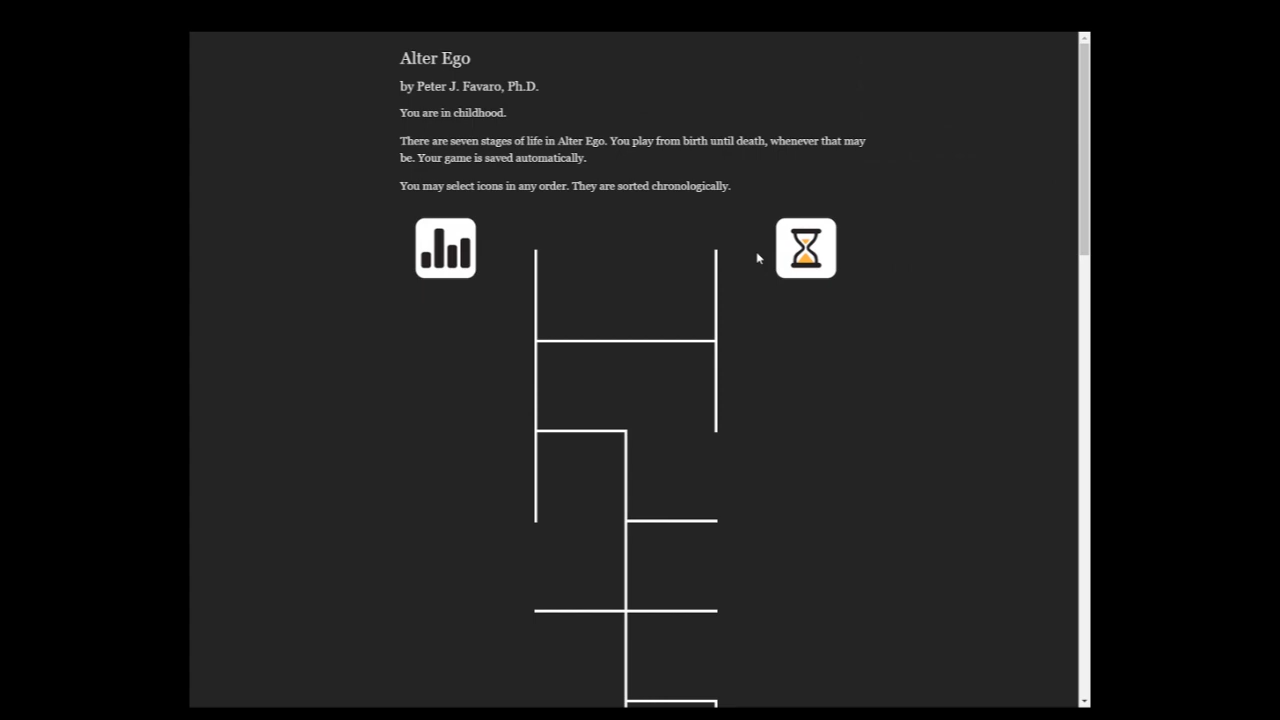 Alter Ego
by Peter J. Favaro, Ph.D.
You are in childhood.
There are seven stages of life in Alter Ego. You play from birth until death, whenever that may
be. Your game is saved automatically.
You may select icons in any order. They are sorted chronologically.